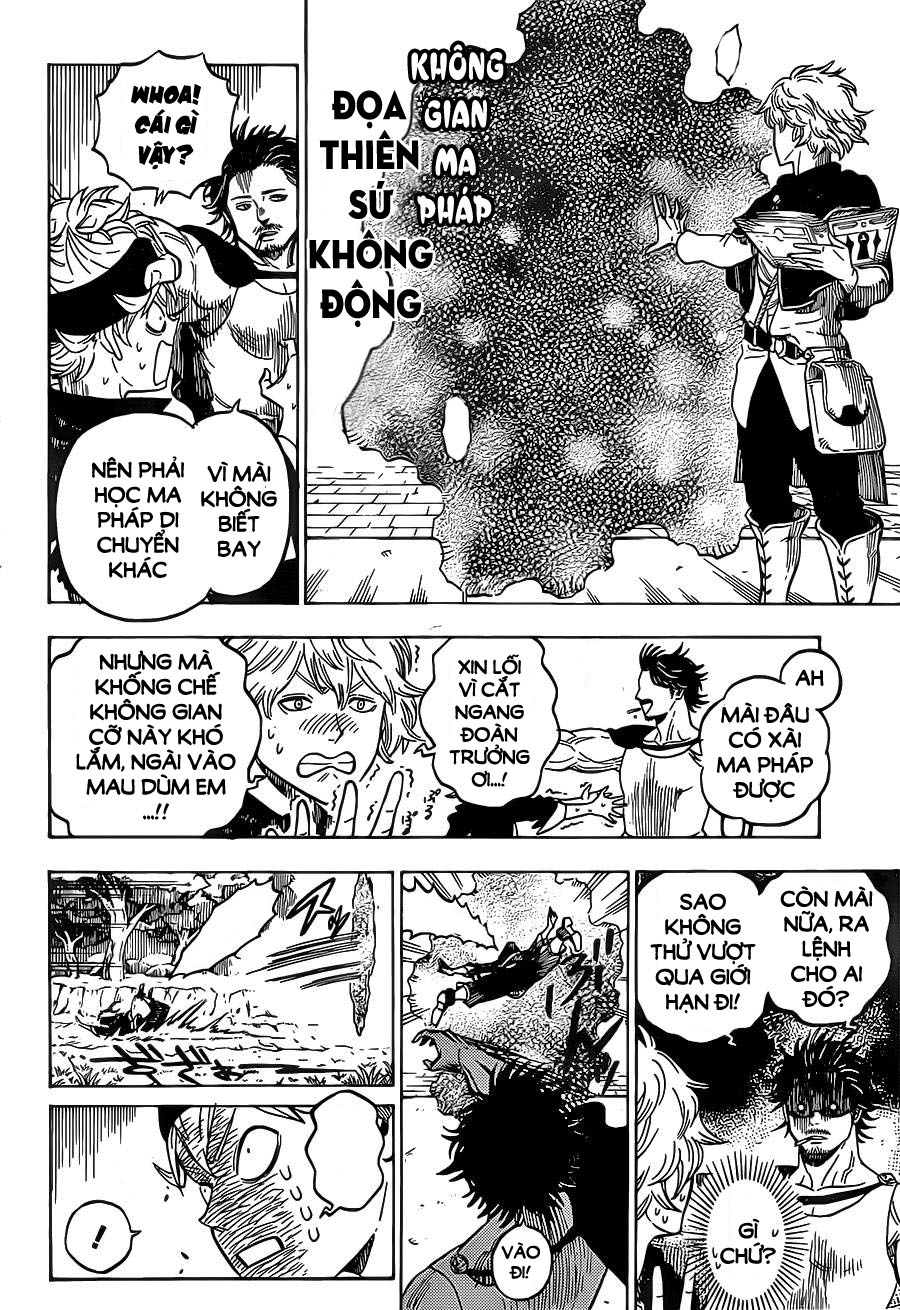 KHÔNG
GIAN
MA
PHÁP
ĐỌA
THIÊN
SỨ
KHÔNG
ĐỘNG
WHOA!
CÁI GÌ
VẬY?
VÌ MÀI
KHÔNG
BIẾT
BAY
NÊN PHẢI
HỌC MA
PHÁP DI
CHUYỂN
KHÁC
AH
MÀI ĐÂU
CÓ XÀI
MA PHÁP
ĐƯỢC
XIN LỖI
VÌ CẮT
NGANG
ĐOÀN
TRƯỞNG
ƠI....!
NHƯNG MÀ
KHỐNG CHẾ
KHÔNG GIAN
CỠ NÀY KHÓ
LẮM, NGÀI VÀO
MAU DÙM EM
....!!
CÒN MÀI
NỮA, RA
LỆNH
CHO AI
ĐÓ?
SAO
KHÔNG
THỬ VƯỢT
QUA GIỚI
HẠN ĐI!
GÌ
CHỨ?
VÀO
ĐI!
!